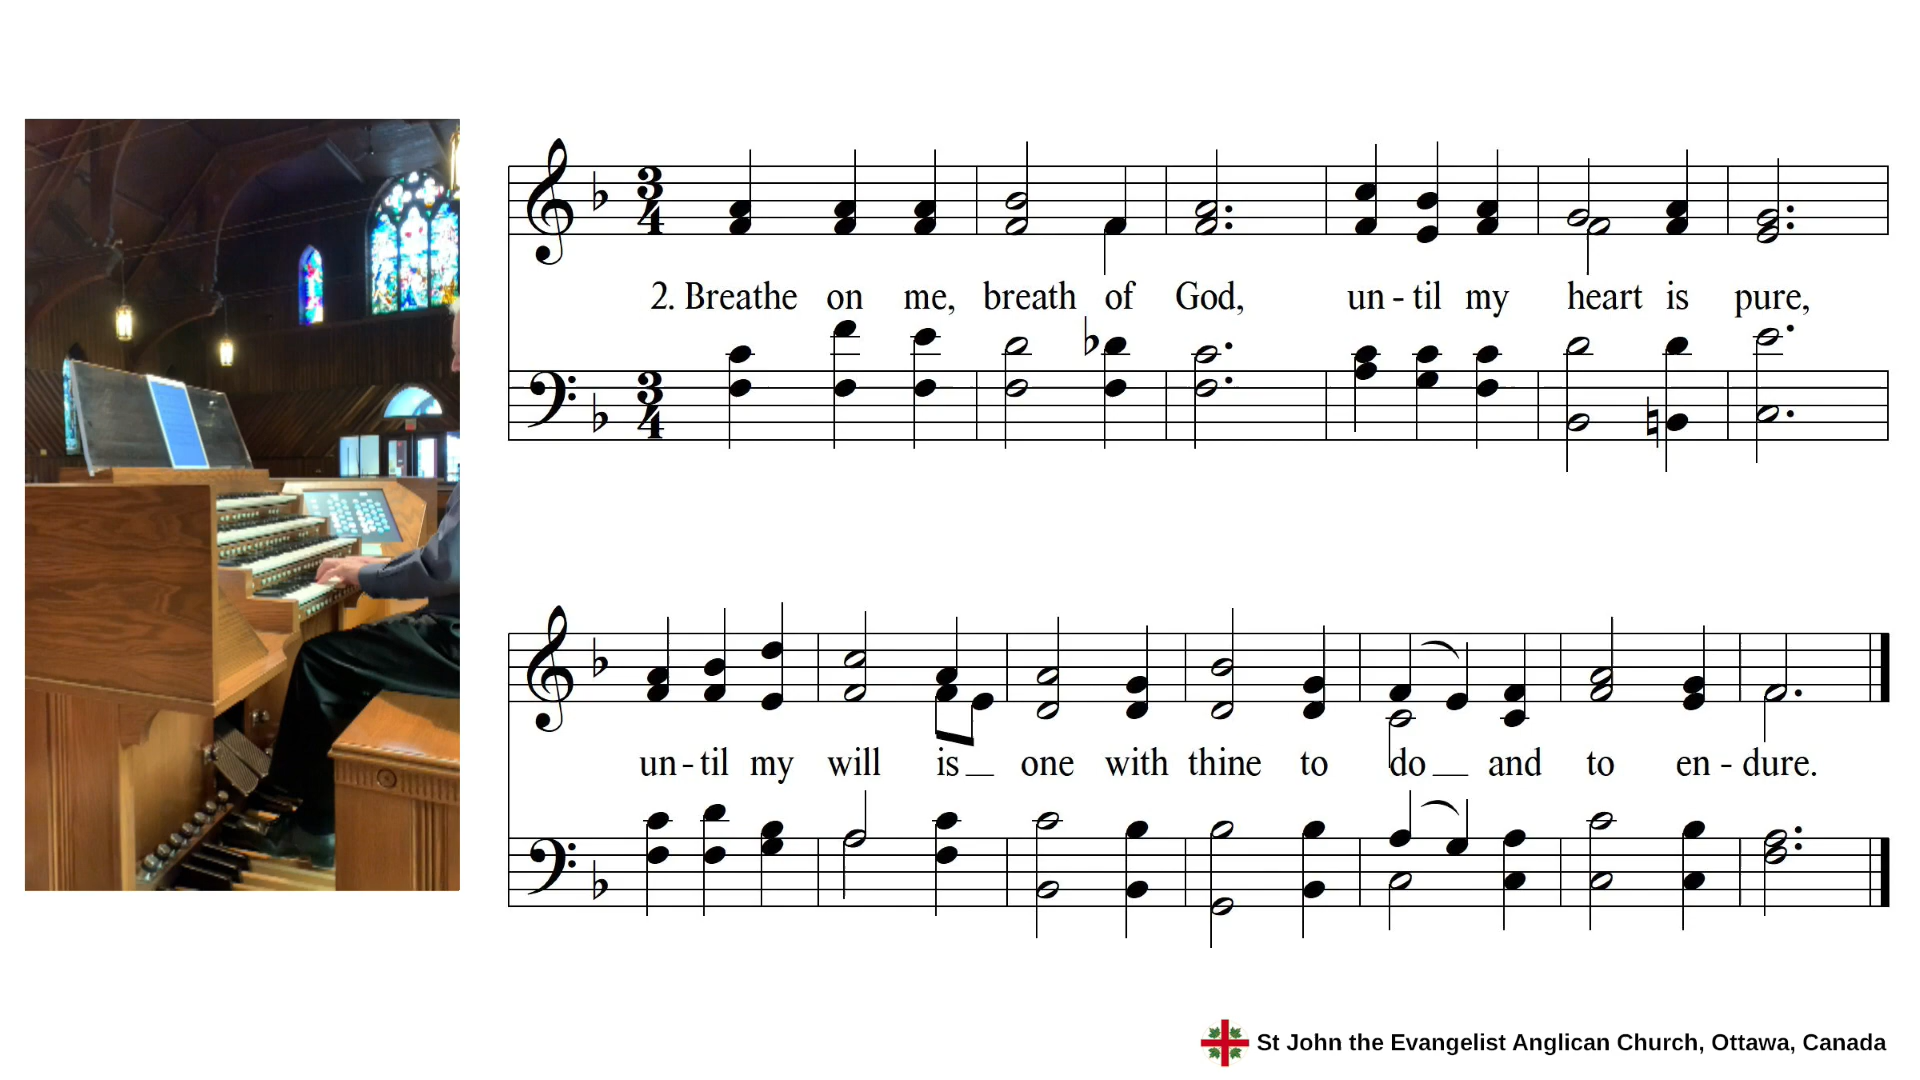 2. Breathe on me, breath of God, un - til my heart is pure,
un - til my will is one with thine to do and to en - dure.
St John the Evangelist Anglican Church, Ottawa, Canada